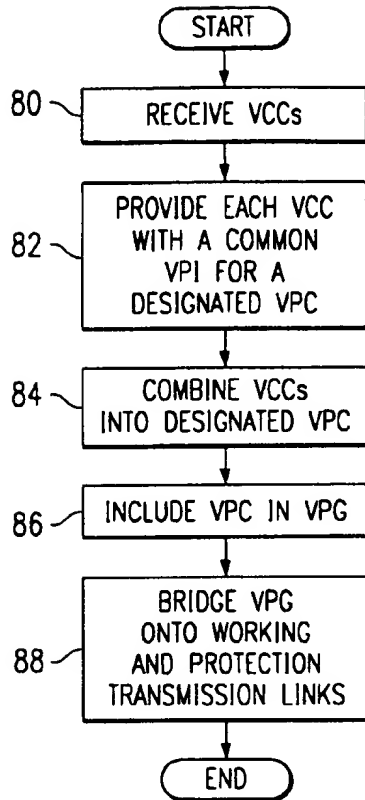 START
80
RECEIVE VCCs
82
PROVIDE EACH VCC
WITH A COMMON
VPI FOR A
DESIGNATED VPC
84
COMBINE VCCs
INTO DESIGNATED VPC
86
INCLUDE VPC IN VPG
88
BRIDGE VPG
ONTO WORKING
AND PROTECTION
TRANSMISSION LINKS
END